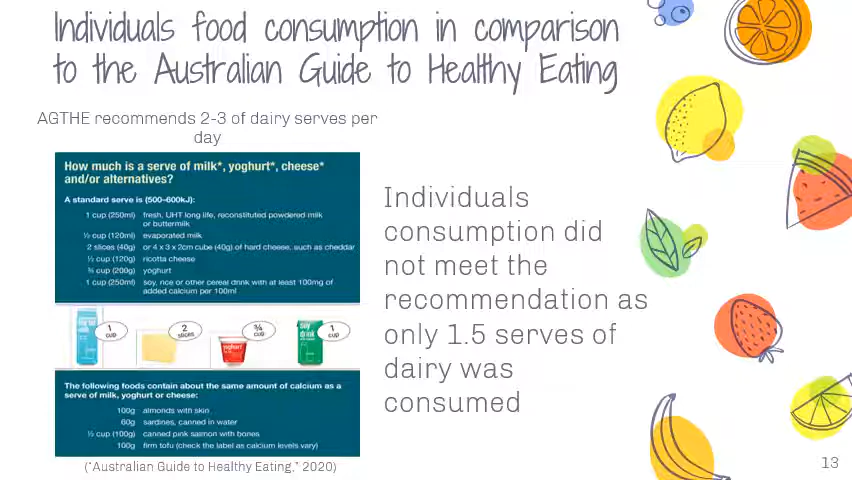 Individuals food consumption in comparison
to the Australian Guide to Healthy Eating
AGTHE recommends 2-3 of dairy serves per
day
How much is a serve of milk*, yoghurt*, cheese*
and/or alternatives?
A standard serve is (500–600kJ):
1 cup (250ml) fresh, UHT long life, reconstituted powdered milk
or buttermilk
½ cup (120ml) evaporated milk
2 slices (40g) or 4 x 3 x 2cm cube (40g) of hard cheese, such as cheddar
½ cup (120g) ricotta cheese
¾ cup (200g) yoghurt
1 cup (250ml) soy, rice or other cereal drink with at least 100mg of
added calcium per 100ml
1
cup
2
slices
yoghurt
¾
cup
soy
drink
1
cup
The following foods contain about the same amount of calcium as a
serve of milk, yoghurt or cheese:
100g almonds with skin
60g sardines, canned in water
½ cup (100g) canned pink salmon with bones
100g firm tofu (check the label as calcium levels vary)
("Australian Guide to Healthy Eating," 2020)
Individuals
consumption did
not meet the
recommendation as
only 1.5 serves of
dairy was
consumed
13